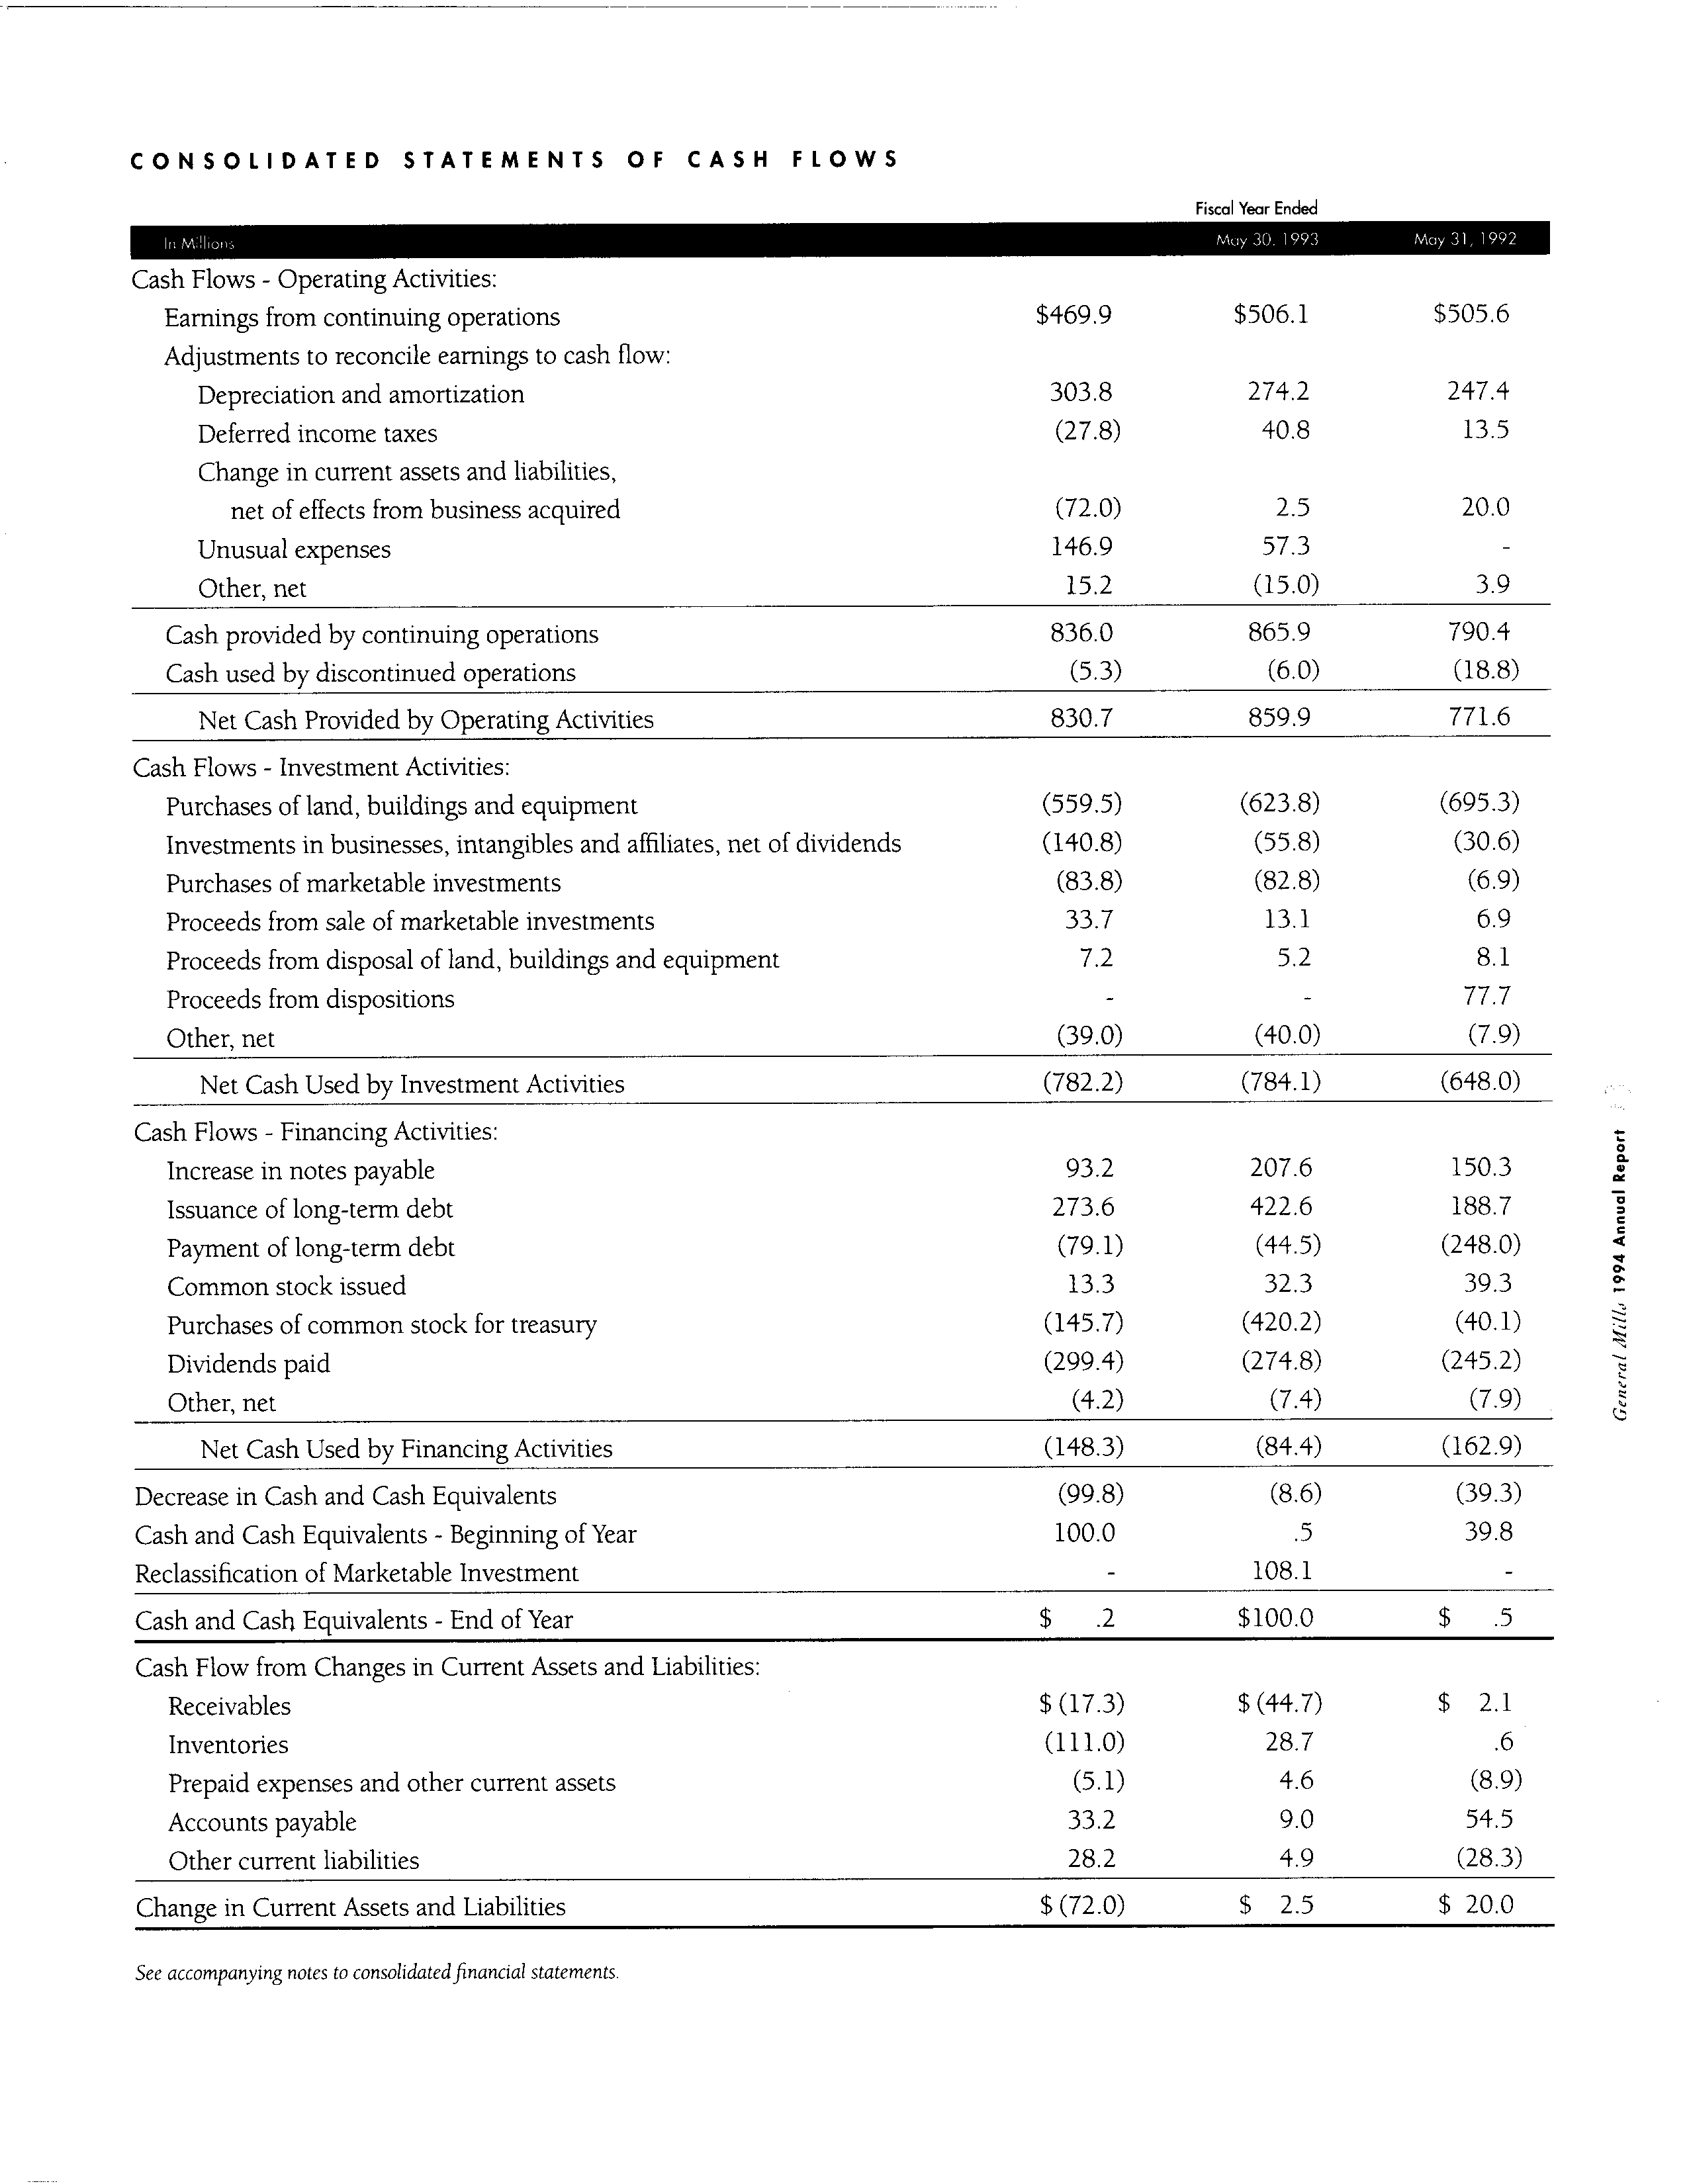 CONSOLIDATED STATEMENTS OF CASH FLOWS
Fiscal Year Ended
In Millions May 30, 1993 May 31, 1992
Cash Flows - Operating Activities:
Earnings from continuing operations $469.9 $506.1 $505.6
Adjustments to reconcile earnings to cash flow:
Depreciation and amortization 303.8 274.2 247.4
Deferred income taxes (27.8) 40.8 13.5
Change in current assets and liabilities,
net of effects from business acquired (72.0) 2.5 20.0
Unusual expenses 146.9 57.3 -
Other, net 15.2 (15.0) 3.9
Cash provided by continuing operations 836.0 865.9 790.4
Cash used by discontinued operations (5.3) (6.0) (18.8)
Net Cash Provided by Operating Activities 830.7 859.9 771.6
Cash Flows - Investment Activities:
Purchases of land, buildings and equipment (559.5) (623.8) (695.3)
Investments in businesses, intangibles and affiliates, net of dividends (140.8) (55.8) (30.6)
Purchases of marketable investments (83.8) (82.8) (6.9)
Proceeds from sale of marketable investments 33.7 13.1 6.9
Proceeds from disposal of land, buildings and equipment 7.2 5.2 8.1
Proceeds from dispositions - - 77.7
Other, net (39.0) (40.0) (7.9)
Net Cash Used by Investment Activities (782.2) (784.1) (648.0)
Cash Flows - Financing Activities:
Increase in notes payable 93.2 207.6 150.3
Issuance of long-term debt 273.6 422.6 188.7
Payment of long-term debt (79.1) (44.5) (248.0)
Common stock issued 13.3 32.3 39.3
Purchases of common stock for treasury (145.7) (420.2) (40.1)
Dividends paid (299.4) (274.8) (245.2)
Other, net (4.2) (7.4) (7.9)
Net Cash Used by Financing Activities (148.3) (84.4) (162.9)
Decrease in Cash and Cash Equivalents (99.8) (8.6) (39.3)
Cash and Cash Equivalents - Beginning of Year 100.0 .5 39.8
Reclassification of Marketable Investment - 108.1 -
Cash and Cash Equivalents - End of Year $ .2 $100.0 $ .5
Cash Flow from Changes in Current Assets and Liabilities:
Receivables $ (17.3) $ (44.7) $ 2.1
Inventories (111.0) 28.7 .6
Prepaid expenses and other current assets (5.1) 4.6 (8.9)
Accounts payable 33.2 9.0 54.5
Other current liabilities 28.2 4.9 (28.3)
Change in Current Assets and Liabilities $ (72.0) $ 2.5 $ 20.0
See accompanying notes to consolidated financial statements.
General Mills 1994 Annual Report